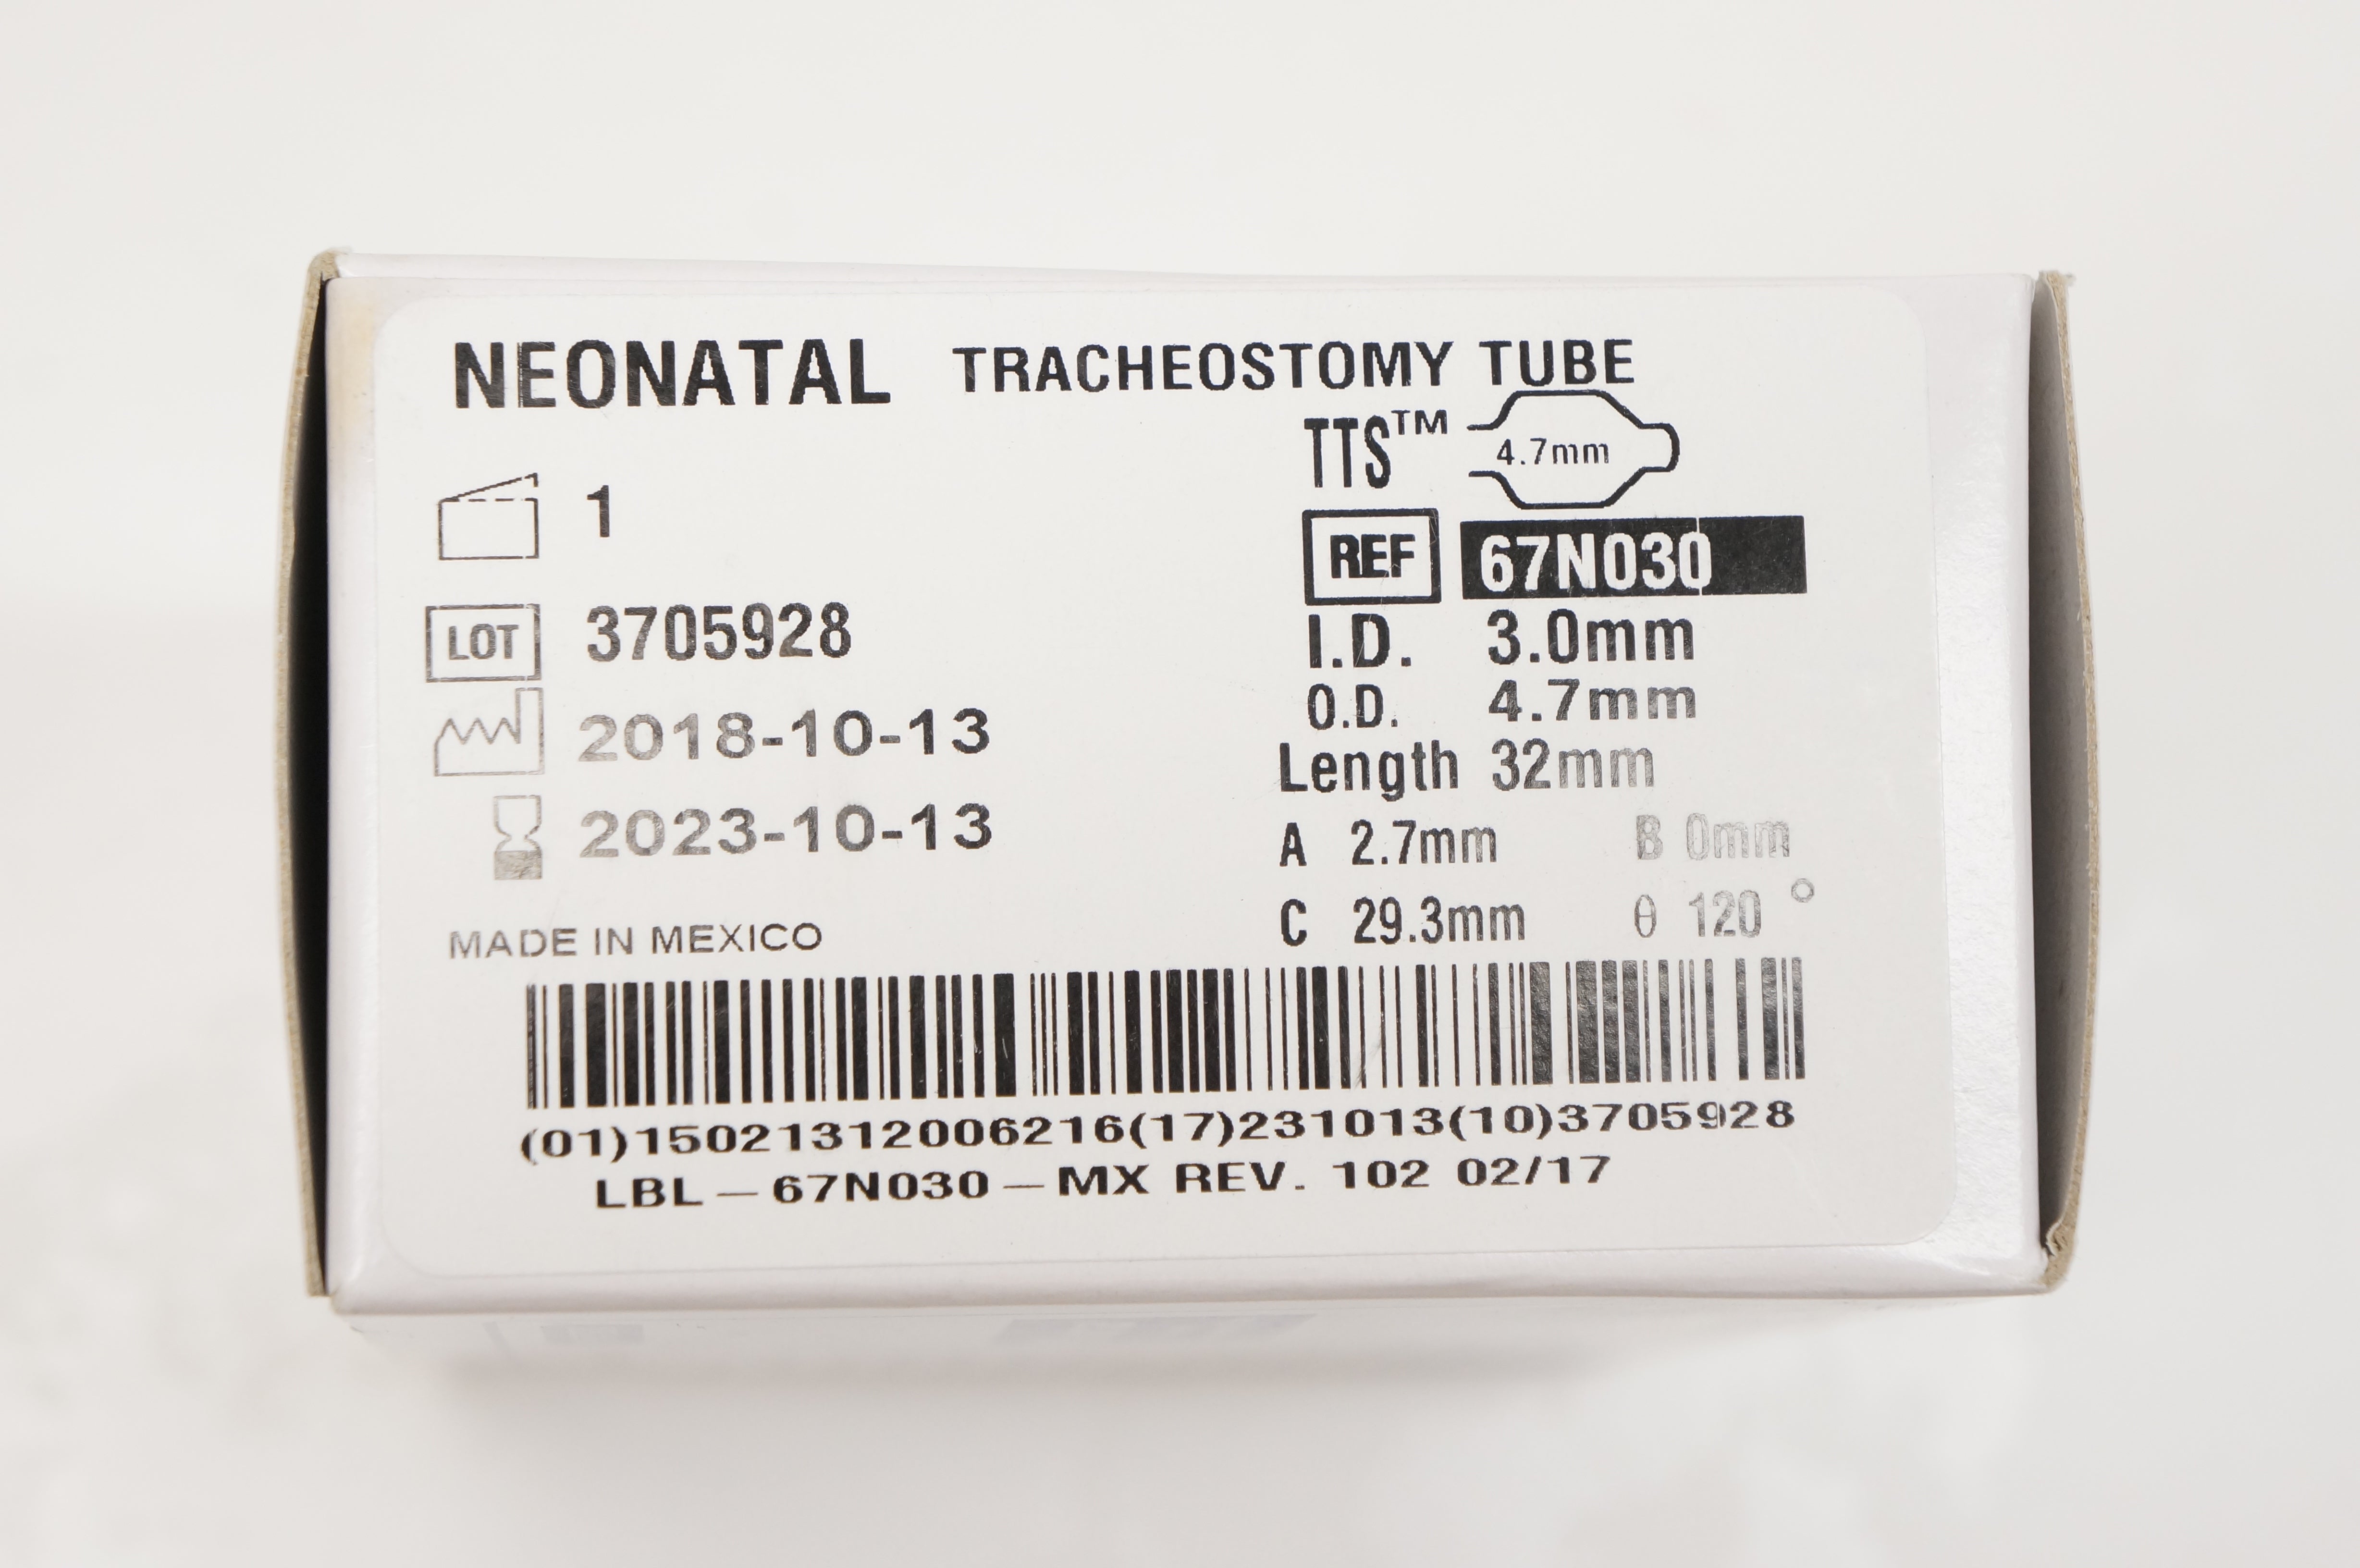 NEONATAL TRACHEOSTOMY TUBE
TTS™ 4.7mm
1
REF 67N030
LOT 3705928
I.D. 3.0mm
2018-10-13
O.D. 4.7mm
Length 32mm
2023-10-13
A 2.7mm B 0mm
C 29.3mm θ 120 °
MADE IN MEXICO
(01)15021312006216(17)231013(10)3705928
LBL-67N030-MX REV. 102 02/17